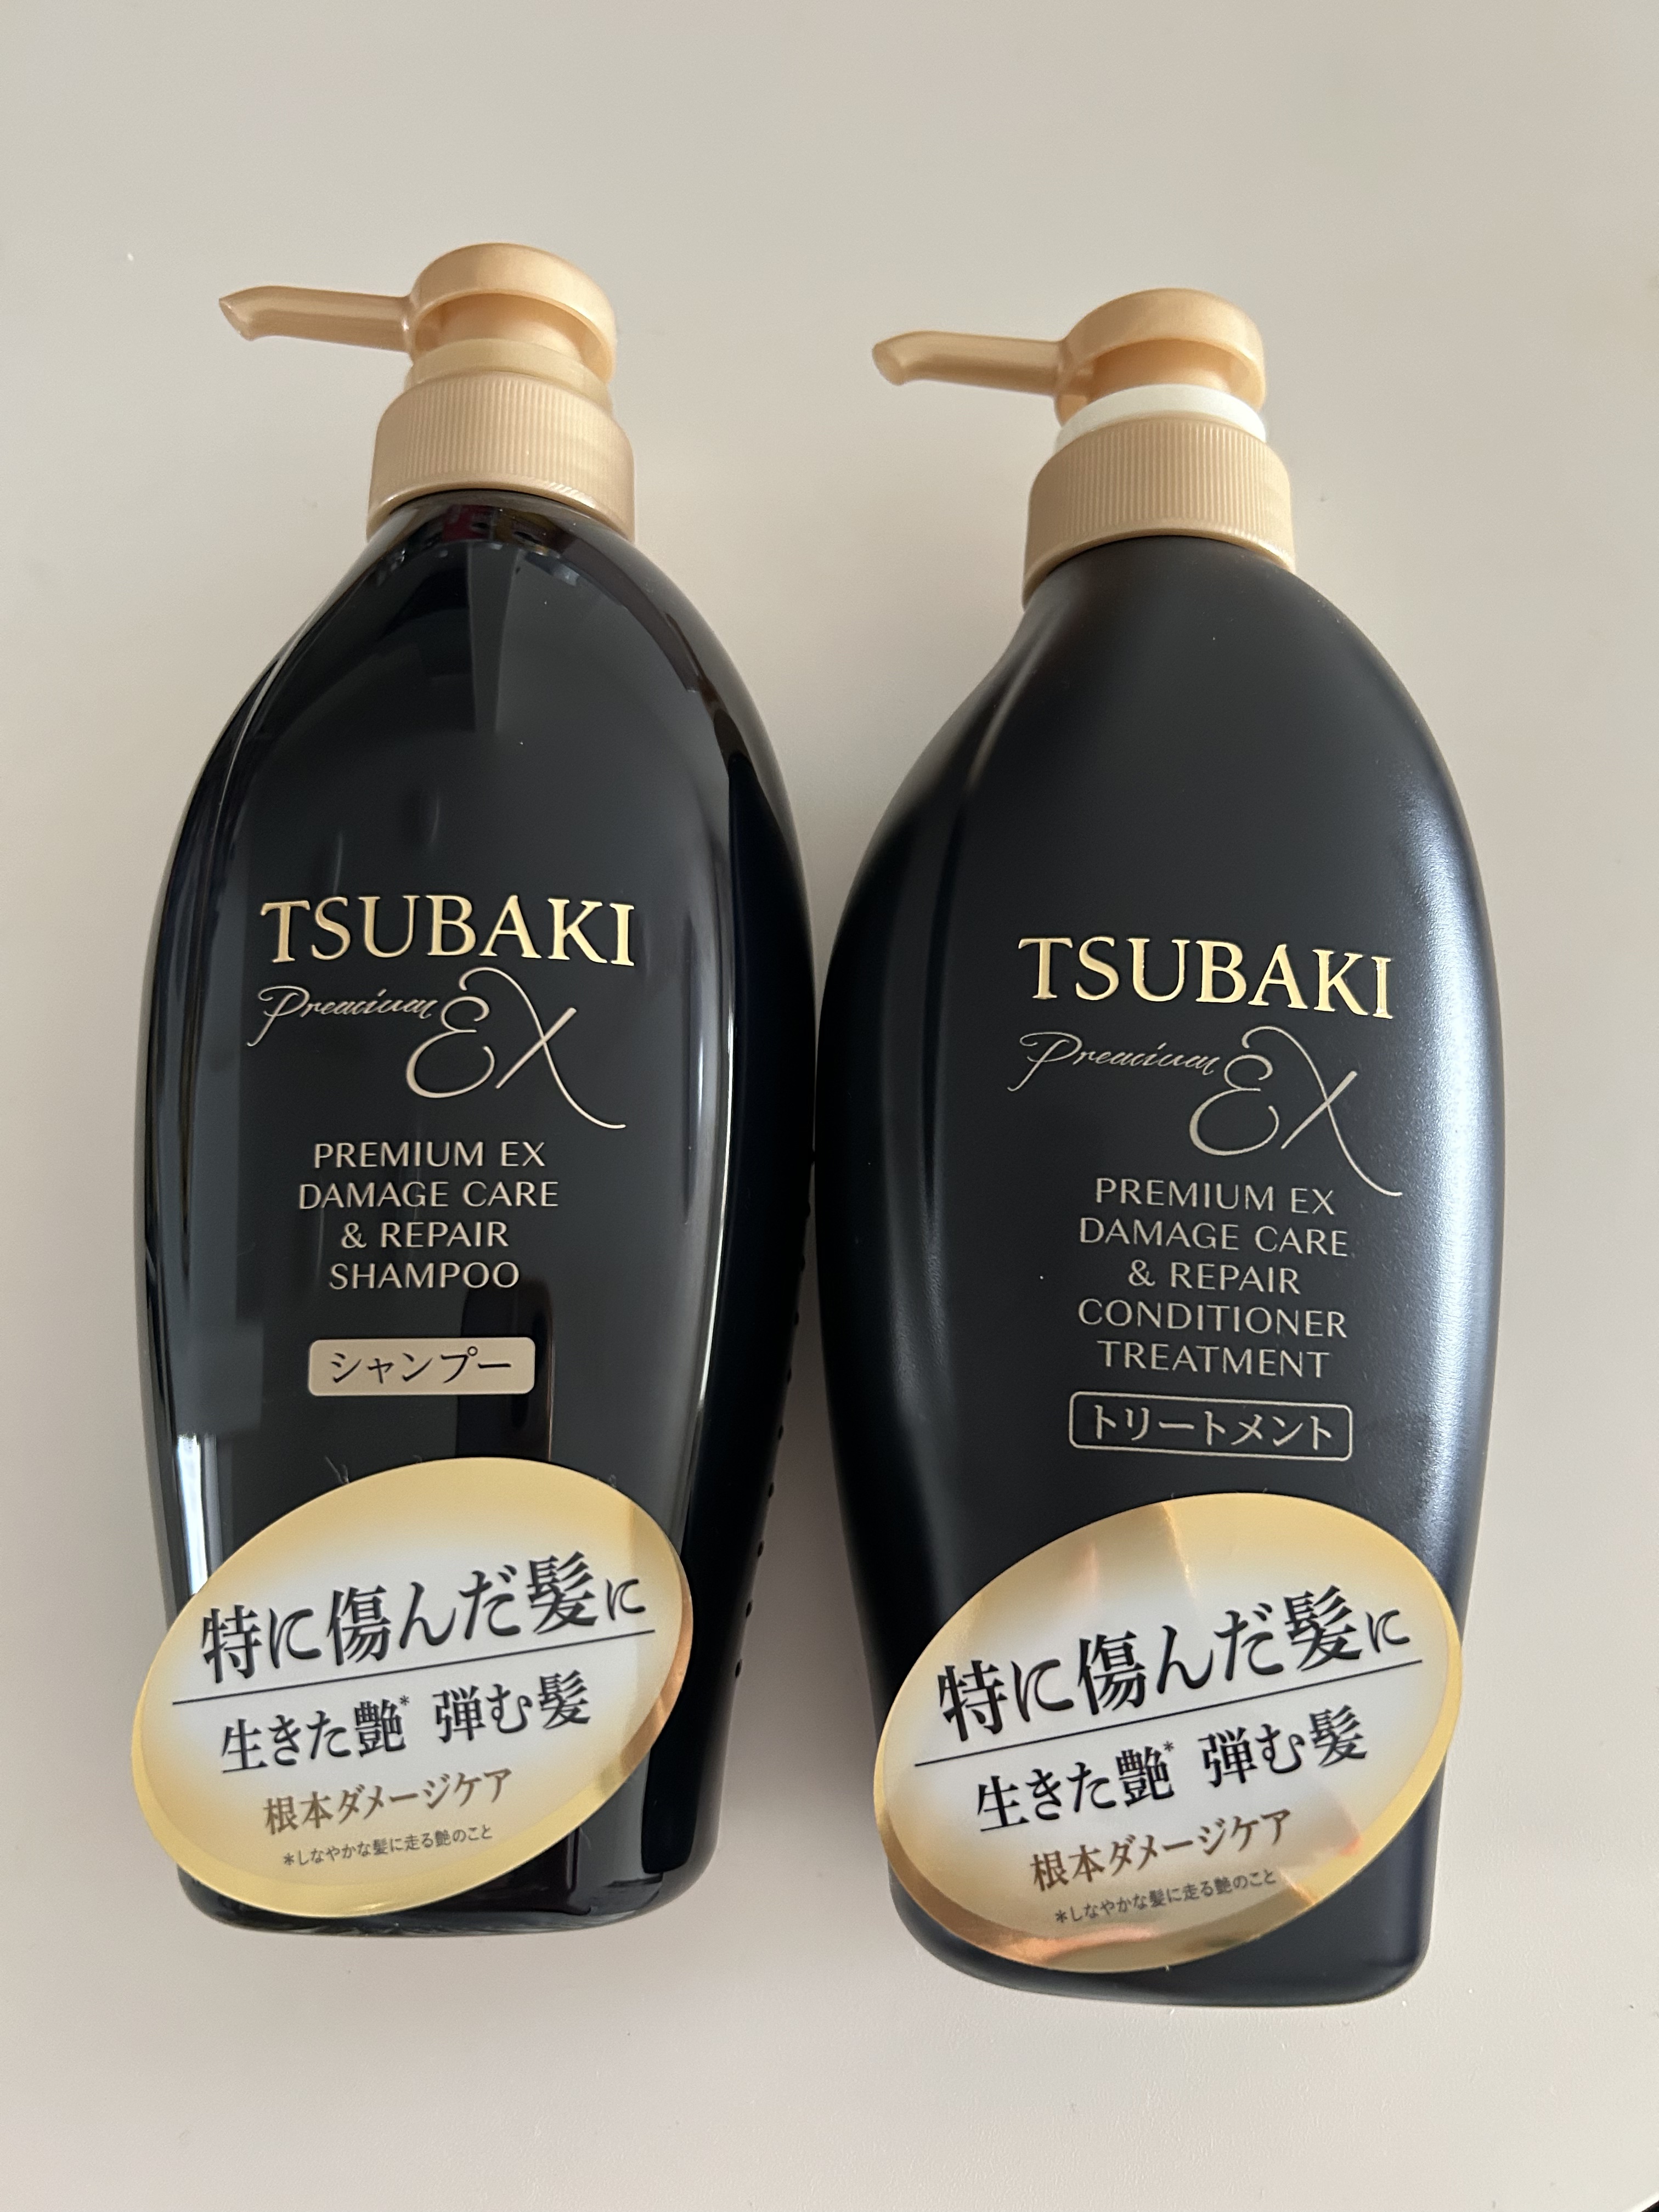 TSUBAKI
Premium EX
PREMIUM EX
DAMAGE CARE
& REPAIR
SHAMPOO
シャンプー
特に傷んだ髪に
生きた艶* 弾む髪
根本ダメージケア
*しなやかな髪に走る艶のこと
TSUBAKI
Premium EX
PREMIUM EX
DAMAGE CARE
& REPAIR
CONDITIONER
TREATMENT
トリートメント
特に傷んだ髪に
生きた艶* 弾む髪
根本ダメージケア
*しなやかな髪に走る艶のこと